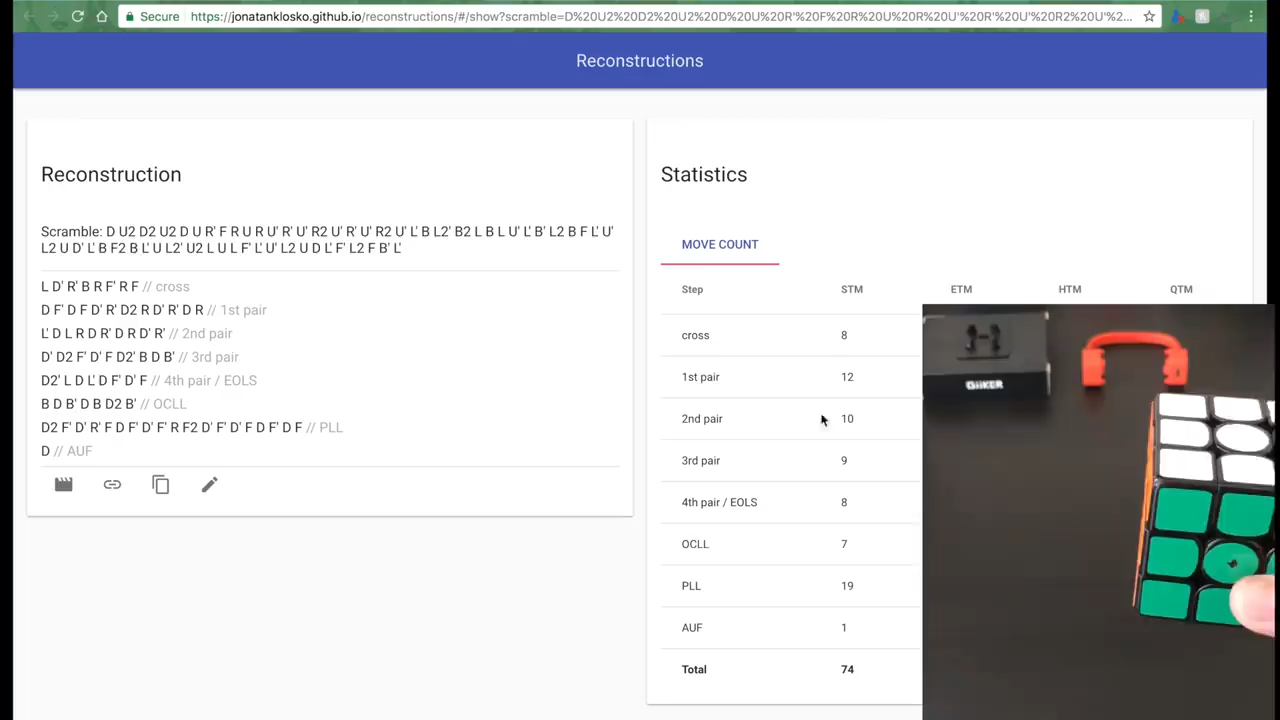 Secure https://jonatanklosko.github.io/reconstructions/#/show?scramble=D%20U2%20D2%20U2%20D%20U%20R'%20F%20R%20U%20R%20U'%20R'%20U'%20R2%20U'%2...
Reconstructions
Reconstruction
Scramble: D U2 D2 U2 D U R' F R U R U' R' U' R2 U' R' U' R2 U' L' B L2' B2 L B L U' L' B' L2 B F L' U'
L2 U D' L' B F2 B L' U L2' U2 L U L F' L' U' L2 U D L' F' L2 F B' L'
L D' R' B R F' R F // cross
D F' D F D' R' D2 R D' R' D R // 1st pair
L' D L R D R' D R D' R' // 2nd pair
D' D2 F' D' F D2' B D B' // 3rd pair
D2' L D L' D F' D' F // 4th pair / EOLS
B D B' D B D2 B' // OCLL
D2 F' D' R' F D F' D' F' R F2 D' F' D' F D F' D F // PLL
D // AUF
Statistics
MOVE COUNT
Step STM ETM HTM QTM
cross 8
1st pair 12
2nd pair 10
3rd pair 9
4th pair / EOLS 8
OCLL 7
PLL 19
AUF 1
Total 74
GiiKER